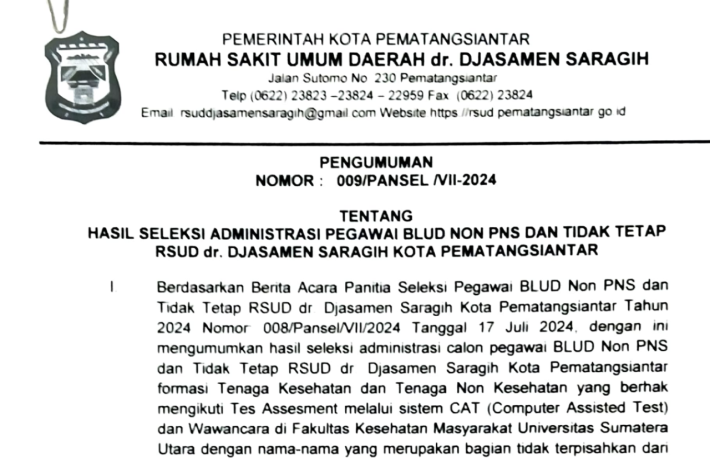 PEMERINTAH KOTA PEMATANGSIANTAR
RUMAH SAKIT UMUM DAERAH dr. DJASAMEN SARAGIH
Jalan Sutomo No 230 Pematangsiantar
Telp (0622) 23823 –23824 – 22959 Fax (0622) 23824
Email rsuddjasamensaragih@gmail com Website https //rsud pematangsiantar go id
PENGUMUMAN
NOMOR : 009/PANSEL /VII-2024
TENTANG
HASIL SELEKSI ADMINISTRASI PEGAWAI BLUD NON PNS DAN TIDAK TETAP
RSUD dr. DJASAMEN SARAGIH KOTA PEMATANGSIANTAR
I Berdasarkan Berita Acara Panitia Seleksi Pegawai BLUD Non PNS dan
Tidak Tetap RSUD dr Djasamen Saragih Kota Pematangsiantar Tahun
2024 Nomor 008/Pansel/VII/2024 Tanggal 17 Juli 2024, dengan ini
mengumumkan hasil seleksi administrasi calon pegawai BLUD Non PNS
dan Tidak Tetap RSUD dr Djasamen Saragih Kota Pematangsiantar
formasi Tenaga Kesehatan dan Tenaga Non Kesehatan yang berhak
mengikuti Tes Assesment melalui sistem CAT (Computer Assisted Test)
dan Wawancara di Fakultas Kesehatan Masyarakat Universitas Sumatera
Utara dengan nama-nama yang merupakan bagian tidak terpisahkan dari